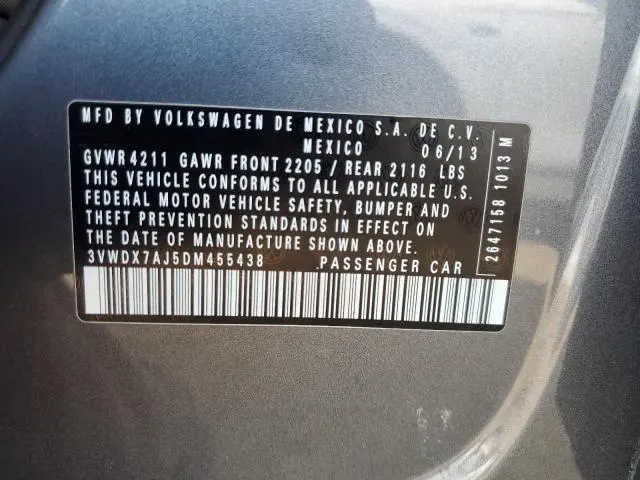 MFD BY VOLKSWAGEN DE MEXICO S.A. DE C.V.
MEXICO 06/13
GVWR 4211 GAWR FRONT 2205 / REAR 2116 LBS
THIS VEHICLE CONFORMS TO ALL APPLICABLE U.S.
FEDERAL MOTOR VEHICLE SAFETY, BUMPER AND
THEFT PREVENTION STANDARDS IN EFFECT ON
THE DATE OF MANUFACTURE SHOWN ABOVE.
3VWDX7AJ5DM455438 PASSENGER CAR
2647158 1013 M